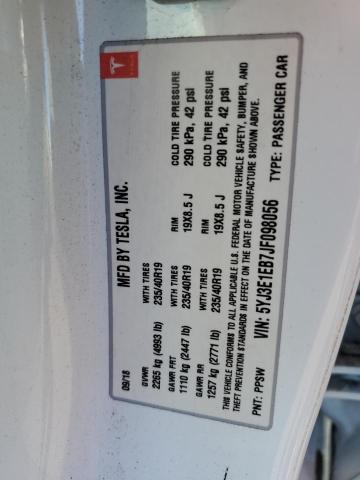 MFD BY TESLA, INC.
09/18
GVWR WITH TIRES RIM COLD TIRE PRESSURE
2265 kg (4993 lb) 235/40R19 19X8.5 J 290 kPa, 42 psi
GAWR FRT WITH TIRES RIM COLD TIRE PRESSURE
1110 kg (2447 lb) 235/40R19 19X8.5 J 290 kPa, 42 psi
GAWR RR
1257 kg (2771 lb) 235/40R19
THIS VEHICLE CONFORMS TO ALL APPLICABLE U.S. FEDERAL MOTOR VEHICLE SAFETY, BUMPER, AND
THEFT PREVENTION STANDARDS IN EFFECT ON THE DATE OF MANUFACTURE SHOWN ABOVE.
VIN: 5YJ3E1EB7JF098056
PNT: PPSW TYPE: PASSENGER CAR